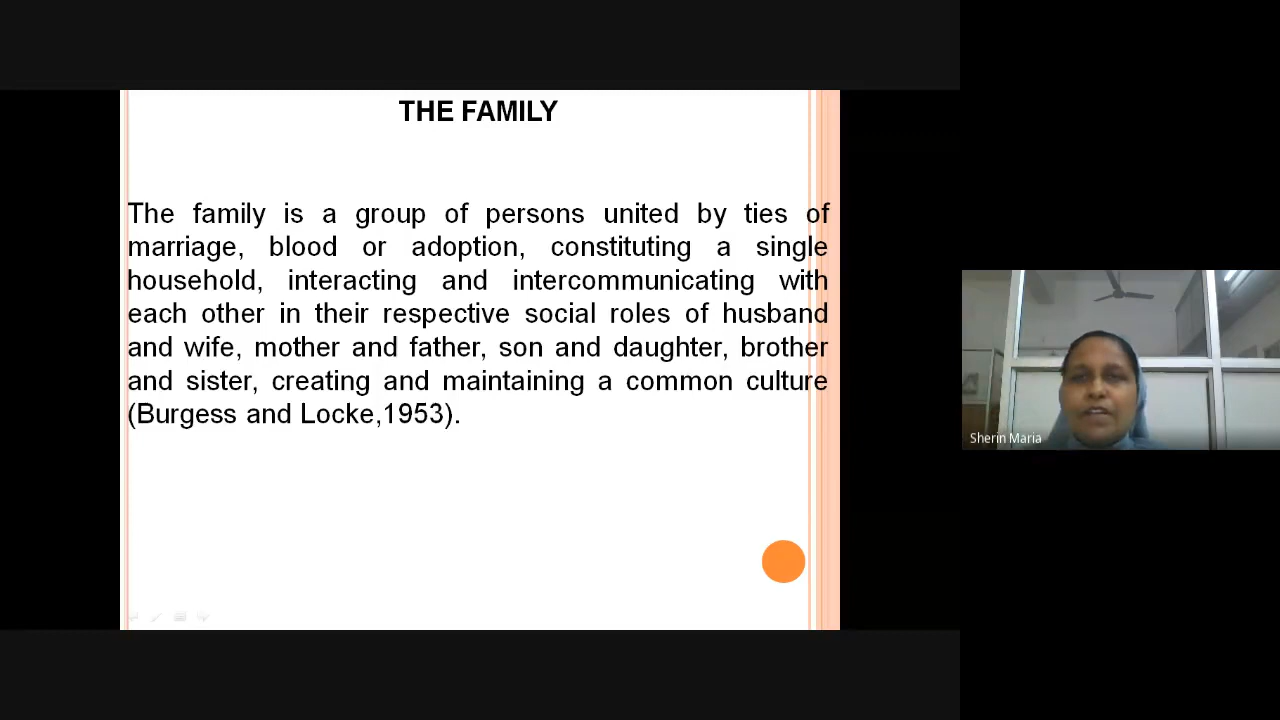 THE FAMILY
The family is a group of persons united by ties of
marriage, blood or adoption, constituting a single
household, interacting and intercommunicating with
each other in their respective social roles of husband
and wife, mother and father, son and daughter, brother
and sister, creating and maintaining a common culture
(Burgess and Locke,1953).
Sherin Maria